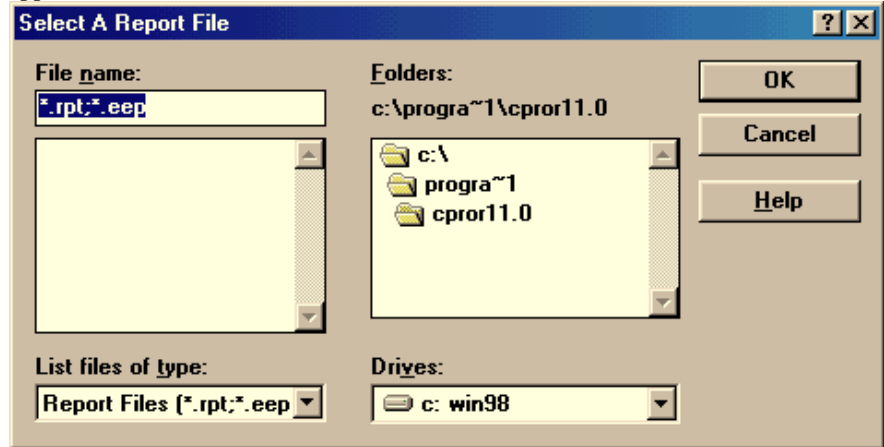 Select A Report File
? ×
File name:
*.rpt;*.eep
List files of type:
Report Files (*.rpt;*.eep
Folders:
c:\progra~1\cpror11.0
c:\
progra~1
cpror11.0
Drives:
c: win98
OK
Cancel
Help